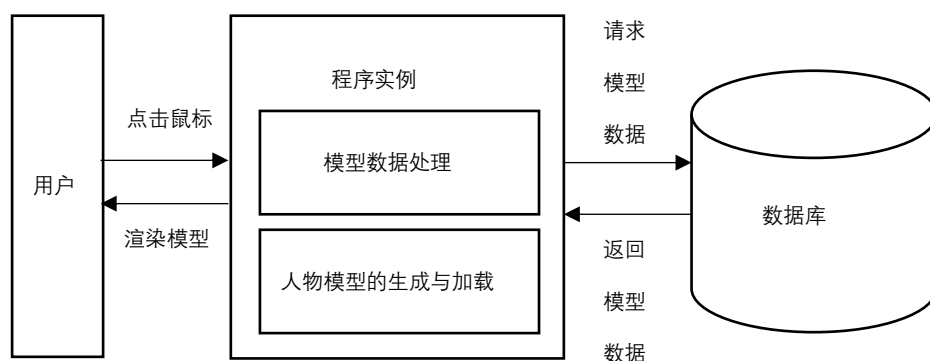 用户
点击鼠标
渲染模型
程序实例
模型数据处理
人物模型的生成与加载
请求
模型
数据
返回
模型
数据
数据库